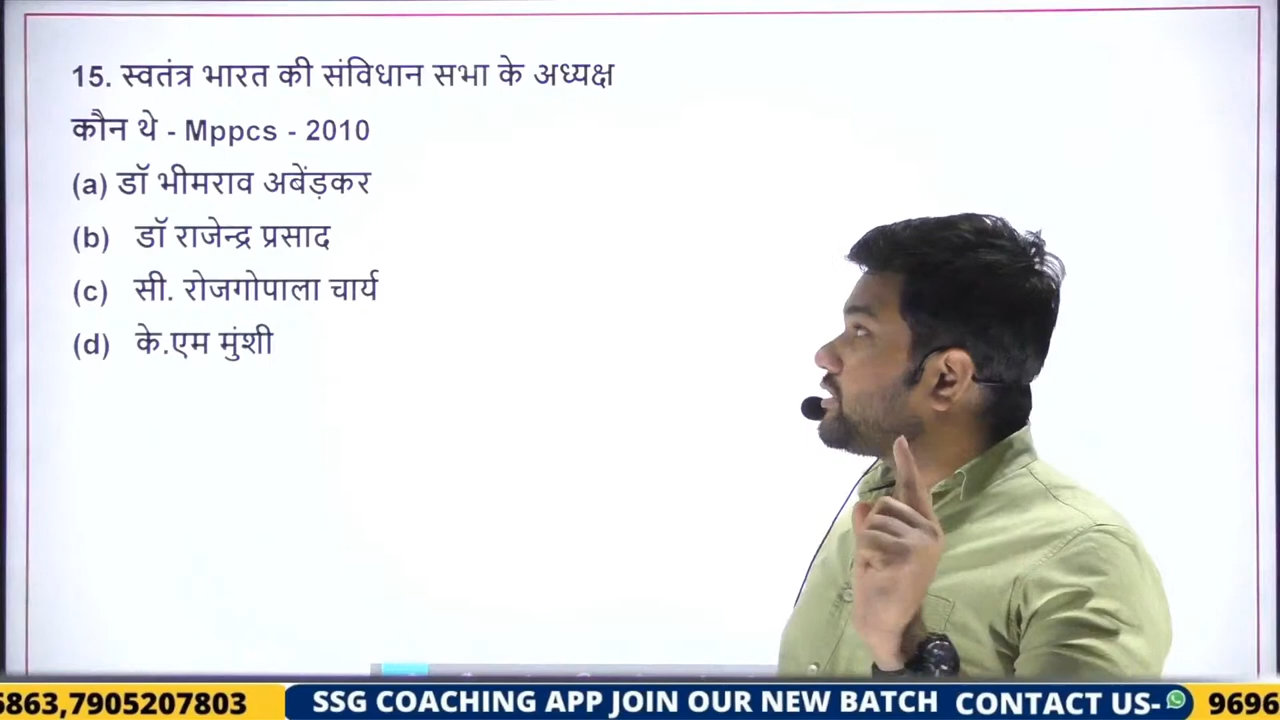 15. स्वतंत्र भारत की संविधान सभा के अध्यक्ष
कौन थे - Mppcs - 2010
(a) डॉ भीमराव अबेंड़कर
(b) डॉ राजेन्द्र प्रसाद
(c) सी. रोजगोपाला चार्य
(d) के.एम मुंशी
5863,7905207803 SSG COACHING APP JOIN OUR NEW BATCH CONTACT US- 9696